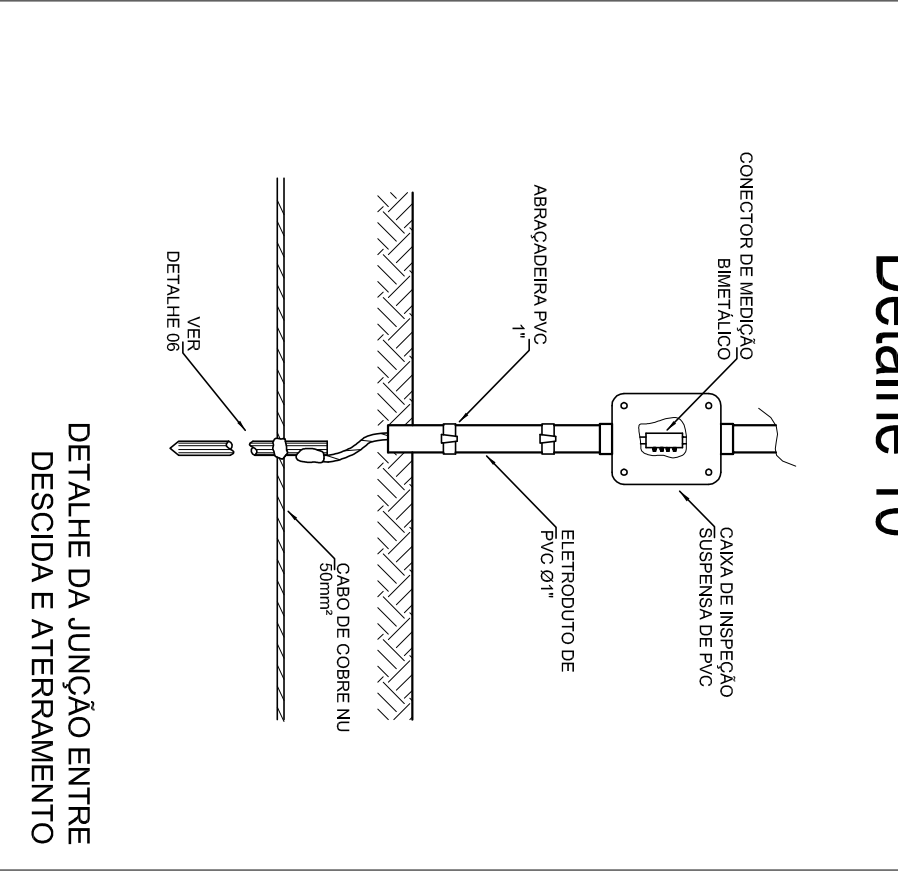 Detalhe 10
CONECTOR DE MEDIÇÃO
BIMETÁLICO
CAIXA DE INSPEÇÃO
SUSPENSA DE PVC
ABRAÇADEIRA PVC
1"
ELETRODUTO DE
PVC Ø1"
CABO DE COBRE NU
50mm²
VER
DETALHE 06
DETALHE DA JUNÇÃO ENTRE
DESCIDA E ATERRAMENTO